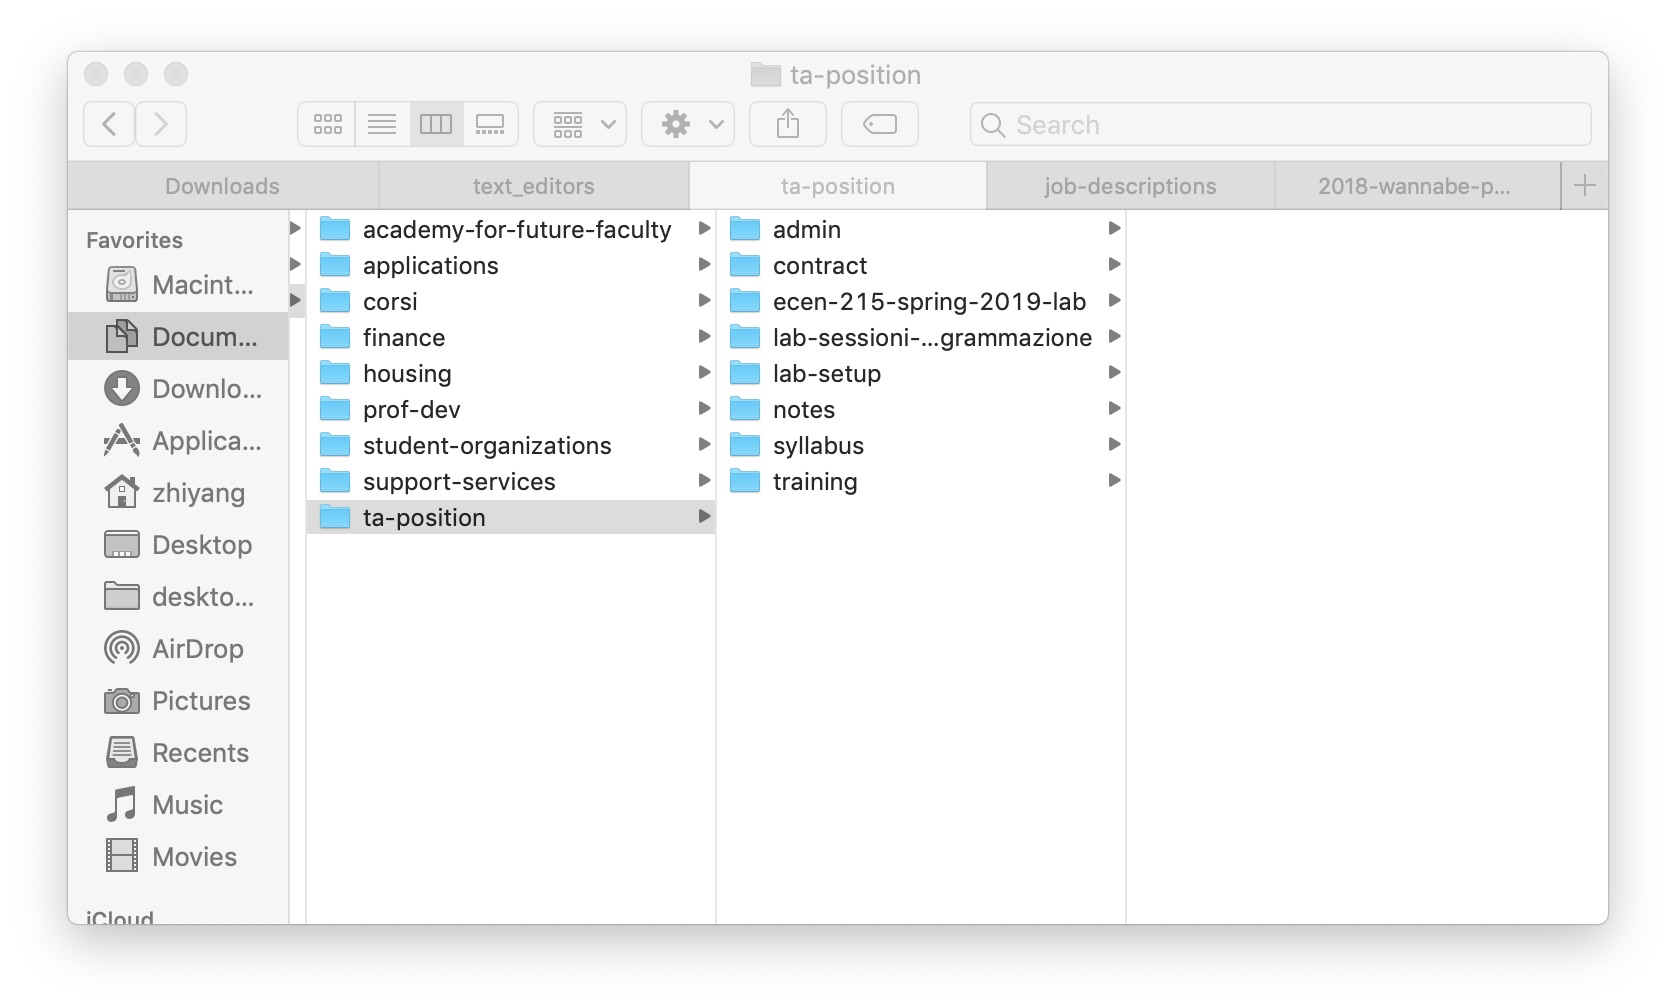 ta-position
Search
Downloads
text_editors
ta-position
job-descriptions
2018-wannabe-p...
Favorites
Macint...
Docum...
Downlo...
Applica...
zhiyang
Desktop
deskto...
AirDrop
Pictures
Recents
Music
Movies
iCloud
academy-for-future-faculty
applications
corsi
finance
housing
prof-dev
student-organizations
support-services
ta-position
admin
contract
ecen-215-spring-2019-lab
lab-sessioni-...grammazione
lab-setup
notes
syllabus
training